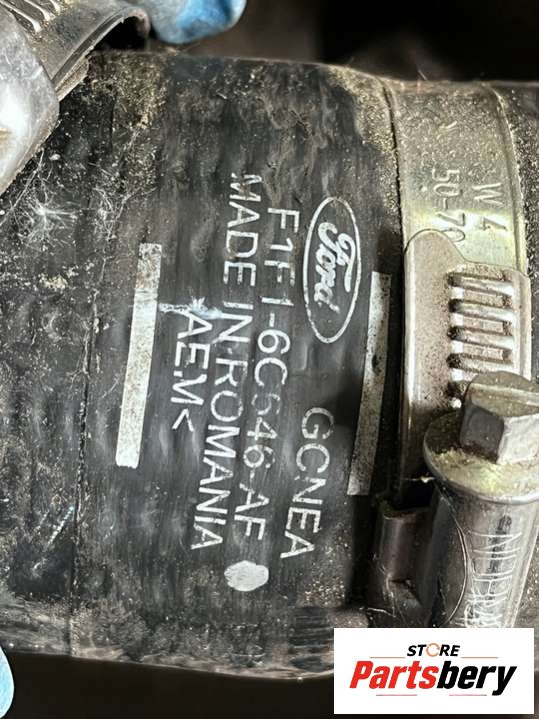 Ford
GCNEA
F1F1-6C646-AF
MADE IN ROMANIA
AEM<
W4
50-70
STORE
Partsbery